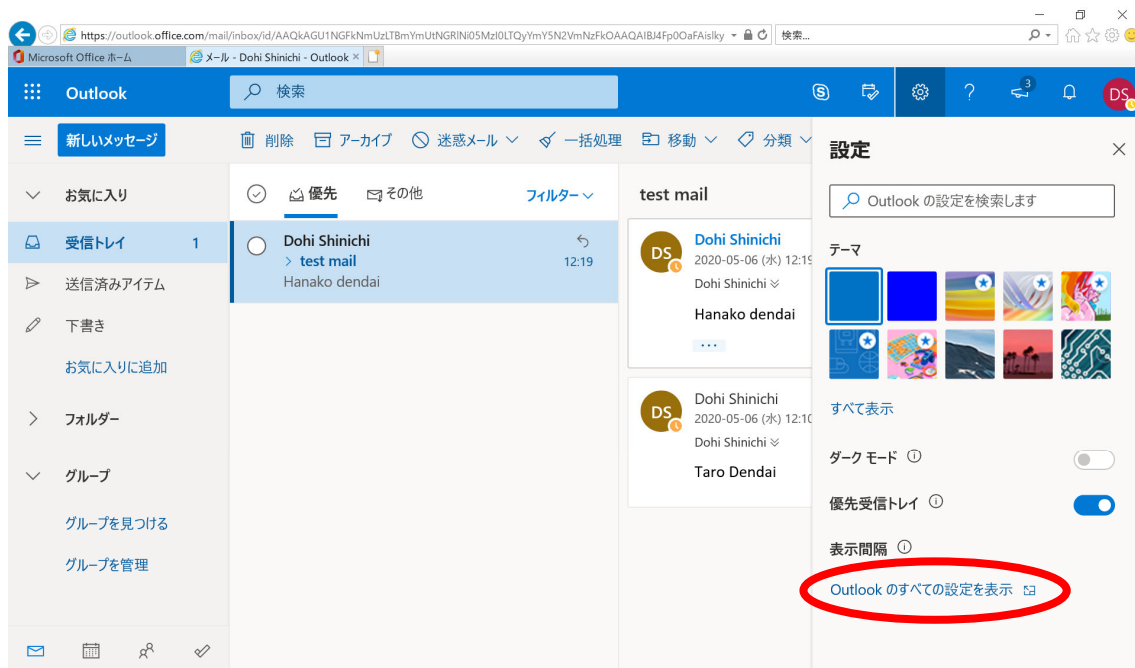 https://outlook.office.com/mail/inbox/id/AAQkAGU1NGFkNmUzLTBmYmUtNGRlNi05MzI0LTQyYmY5N2VmNzFkOAAQAIBJ4Fp0OaFAislky
検索...
Microsoft Office ホーム
メール - Dohi Shinichi - Outlook
Outlook
検索
3
DS
新しいメッセージ
削除
アーカイブ
迷惑メール
一括処理
移動
分類
お気に入り
受信トレイ 1
送信済みアイテム
下書き
お気に入りに追加
フォルダー
グループ
グループを見つける
グループを管理
優先
その他
フィルター
Dohi Shinichi
> test mail 12:19
Hanako dendai
test mail
DS
Dohi Shinichi
2020-05-06 (水) 12:19
Dohi Shinichi
Hanako dendai
...
DS
Dohi Shinichi
2020-05-06 (水) 12:10
Dohi Shinichi
Taro Dendai
設定
Outlook の設定を検索します
テーマ
すべて表示
ダーク モード
優先受信トレイ
表示間隔
Outlook のすべての設定を表示